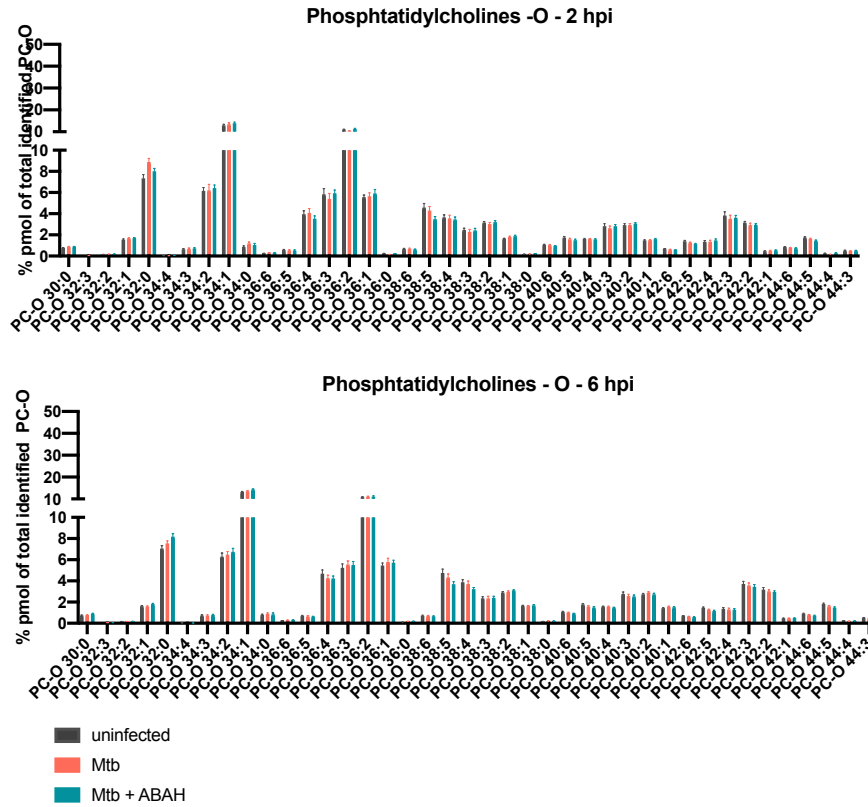 Phosphtatidylcholines -O - 2 hpi
% pmol of total identified PC-O
50
40
30
20
10
10
8
6
4
2
0
PC-O 30:0
PC-O 32:3
PC-O 32:2
PC-O 32:1
PC-O 32:0
PC-O 34:4
PC-O 34:3
PC-O 34:2
PC-O 34:1
PC-O 34:0
PC-O 36:6
PC-O 36:5
PC-O 36:4
PC-O 36:3
PC-O 36:2
PC-O 36:1
PC-O 36:0
PC-O 38:6
PC-O 38:5
PC-O 38:4
PC-O 38:3
PC-O 38:2
PC-O 38:1
PC-O 38:0
PC-O 40:6
PC-O 40:5
PC-O 40:4
PC-O 40:3
PC-O 40:2
PC-O 40:1
PC-O 42:6
PC-O 42:5
PC-O 42:4
PC-O 42:3
PC-O 42:2
PC-O 42:1
PC-O 44:6
PC-O 44:5
PC-O 44:4
PC-O 44:3
Phosphtatidylcholines - O - 6 hpi
% pmol of total identified PC-O
50
40
30
20
10
10
8
6
4
2
0
PC-O 30:0
PC-O 32:3
PC-O 32:2
PC-O 32:1
PC-O 32:0
PC-O 34:4
PC-O 34:3
PC-O 34:2
PC-O 34:1
PC-O 34:0
PC-O 36:6
PC-O 36:5
PC-O 36:4
PC-O 36:3
PC-O 36:2
PC-O 36:1
PC-O 36:0
PC-O 38:6
PC-O 38:5
PC-O 38:4
PC-O 38:3
PC-O 38:2
PC-O 38:1
PC-O 38:0
PC-O 40:6
PC-O 40:5
PC-O 40:4
PC-O 40:3
PC-O 40:2
PC-O 40:1
PC-O 42:6
PC-O 42:5
PC-O 42:4
PC-O 42:3
PC-O 42:2
PC-O 42:1
PC-O 44:6
PC-O 44:5
PC-O 44:4
PC-O 44:3
uninfected
Mtb
Mtb + ABAH